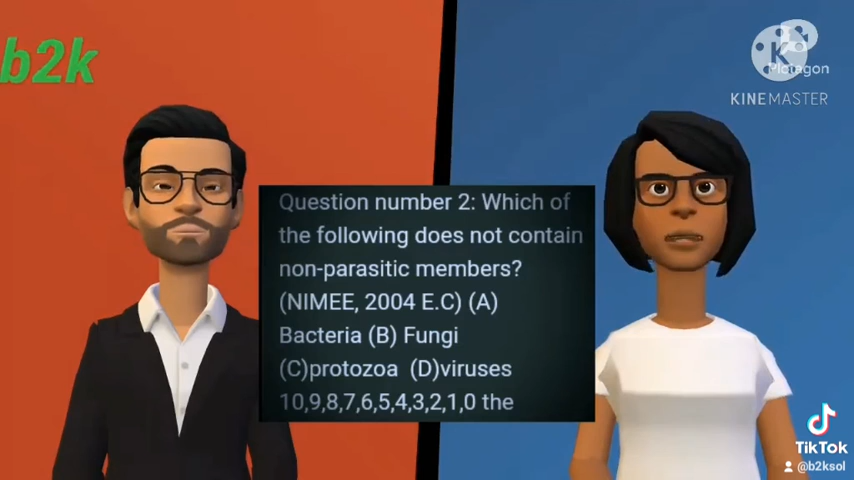 b2k
Plotagon
KINEMASTER
Question number 2: Which of
the following does not contain
non-parasitic members?
(NIMEE, 2004 E.C) (A)
Bacteria (B) Fungi
(C)protozoa (D)viruses
10,9,8,7,6,5,4,3,2,1,0 the
TikTok
@b2ksol